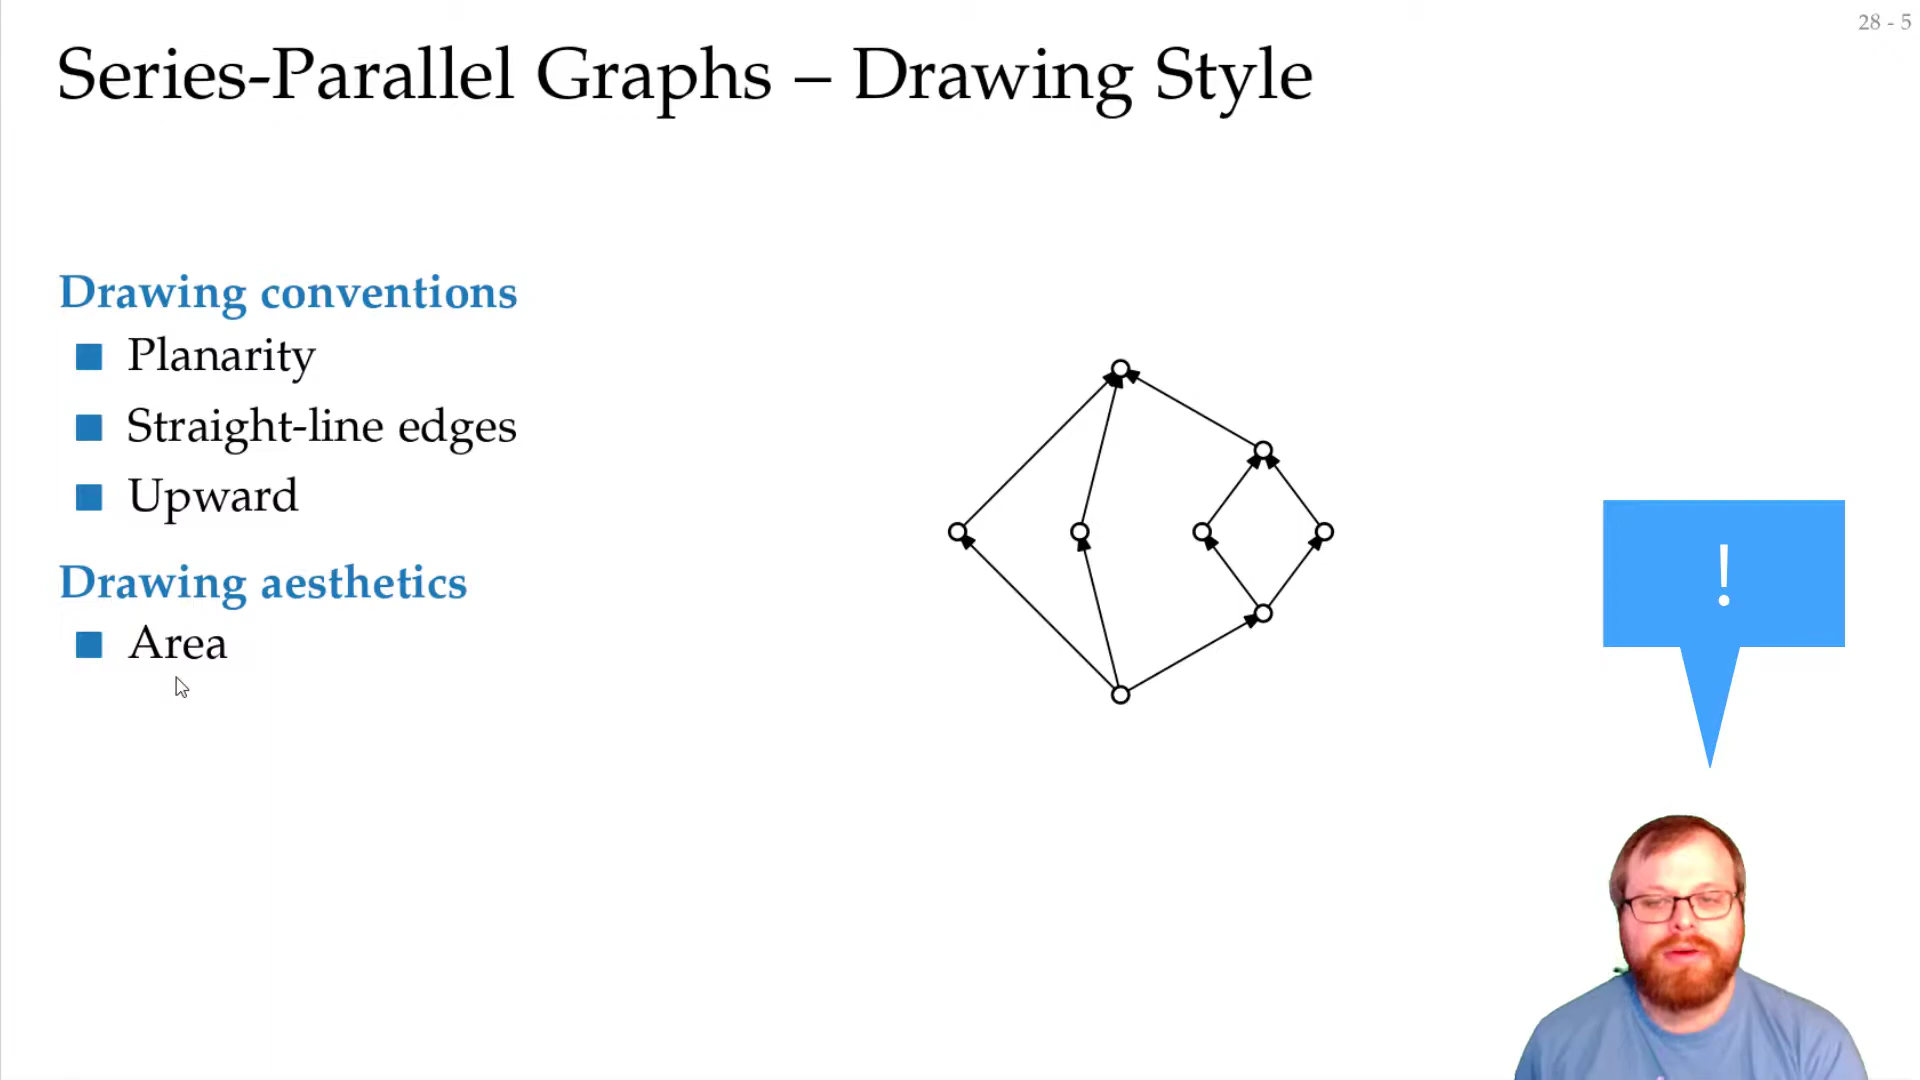 28 - 5
Series-Parallel Graphs – Drawing Style
Drawing conventions
Planarity
Straight-line edges
Upward
Drawing aesthetics
Area
!